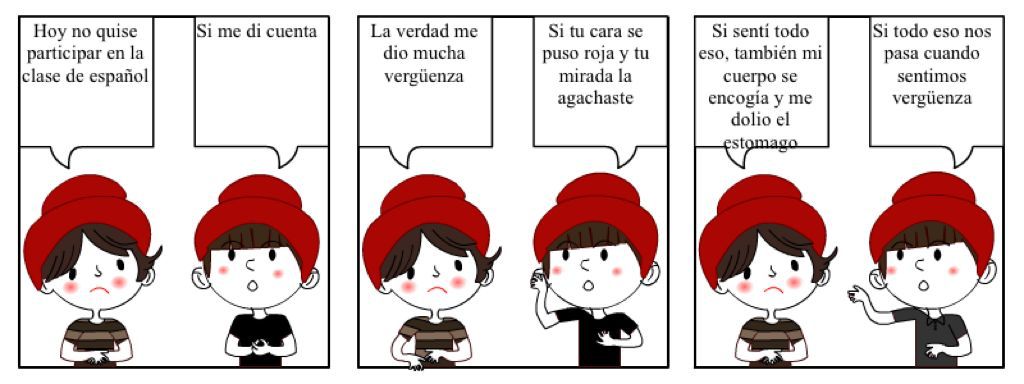 Hoy no quise
participar en la
clase de español
Si me di cuenta
La verdad me
dio mucha
vergüenza
Si tu cara se
puso roja y tu
mirada la
agachaste
Si sentí todo
eso, también mi
cuerpo se
encogía y me
dolio el
estomago
Si todo eso nos
pasa cuando
sentimos
vergüenza